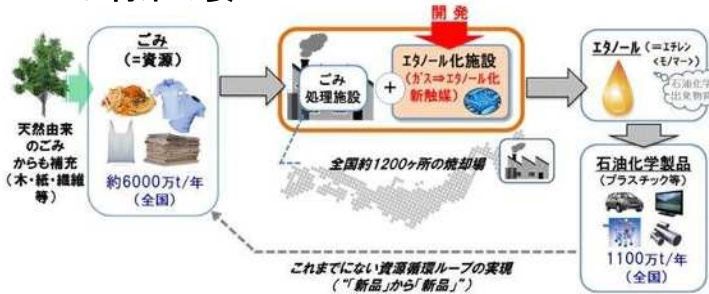 開 発
ごみ
(=資源)
約6000万t/年
(全国)
天然由来
のごみ
からも補充
(木・紙・繊維
等)
ごみ
処理施設
+
エタノール化施設
(ガス⇒エタノール化
新触媒)
全国約1200ヶ所の焼却場
エタノール(=エチレン
<モノマー>)
石油化学
出発物質
石油化学製品
(プラスチック等)
1100万t/年
(全国)
これまでにない資源循環ループの実現
("「新品」から「新品」")